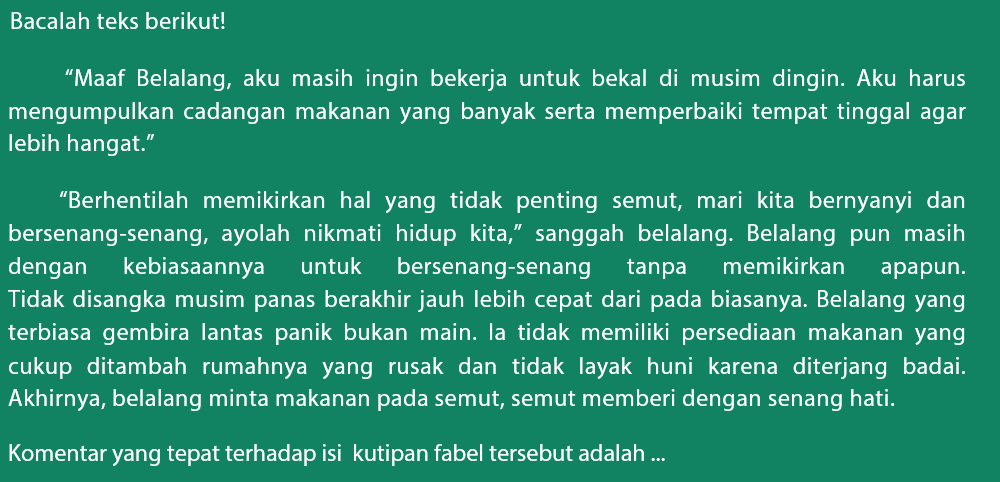 Bacalah teks berikut!
“Maaf Belalang, aku masih ingin bekerja untuk bekal di musim dingin. Aku harus
mengumpulkan cadangan makanan yang banyak serta memperbaiki tempat tinggal agar
lebih hangat.”
“Berhentilah memikirkan hal yang tidak penting semut, mari kita bernyanyi dan
bersenang-senang, ayolah nikmati hidup kita,” sanggah belalang. Belalang pun masih
dengan kebiasaannya untuk bersenang-senang tanpa memikirkan apapun.
Tidak disangka musim panas berakhir jauh lebih cepat dari pada biasanya. Belalang yang
terbiasa gembira lantas panik bukan main. Ia tidak memiliki persediaan makanan yang
cukup ditambah rumahnya yang rusak dan tidak layak huni karena diterjang badai.
Akhirnya, belalang minta makanan pada semut, semut memberi dengan senang hati.
Komentar yang tepat terhadap isi kutipan fabel tersebut adalah ...